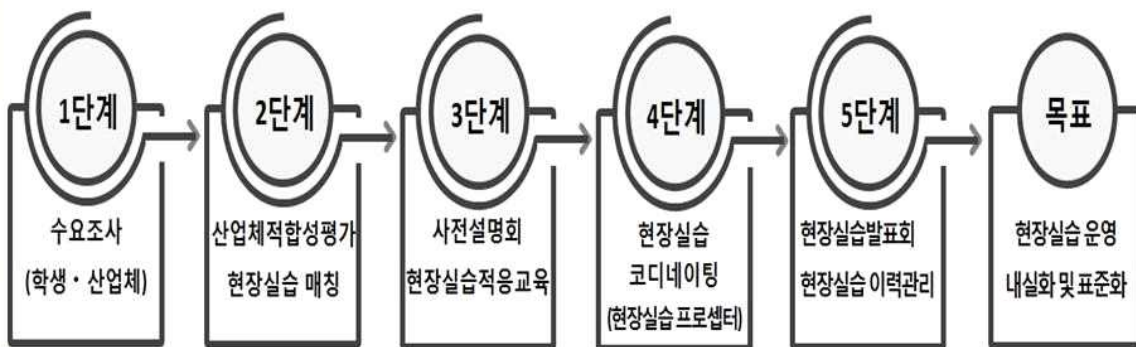 1단계
수요조사
(학생・산업체)
2단계
산업체적합성평가
현장실습 매칭
3단계
사전설명회
현장실습적응교육
4단계
현장실습
코디네이팅
(현장실습 프로셉터)
5단계
현장실습발표회
현장실습 이력관리
목표
현장실습 운영
내실화 및 표준화